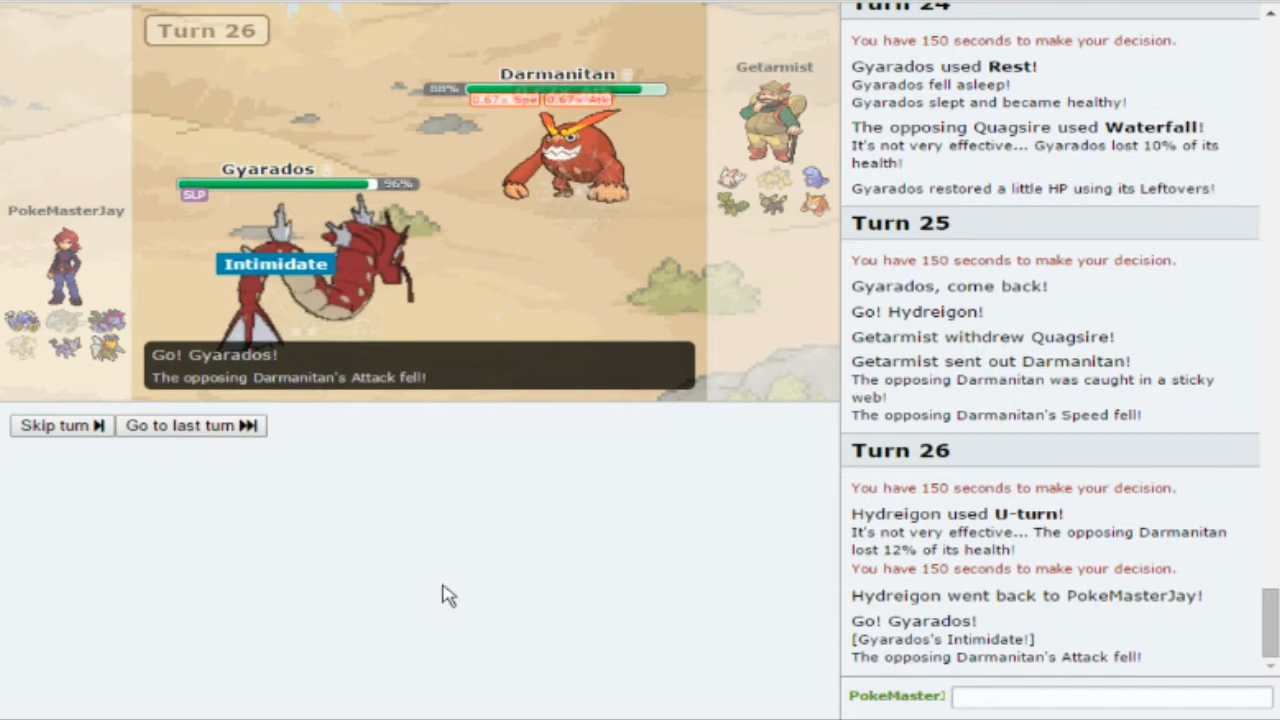 Turn 26
Darmanitan
88%
0.67× Spe 0.67× Atk
Gyarados
96%
SLP
Intimidate
PokeMasterJay
Getarmist
Go! Gyarados!
The opposing Darmanitan's Attack fell!
Skip turn
Go to last turn
Turn 24
You have 150 seconds to make your decision.
Gyarados used Rest!
Gyarados fell asleep!
Gyarados slept and became healthy!
The opposing Quagsire used Waterfall!
It's not very effective... Gyarados lost 10% of its
health!
Gyarados restored a little HP using its Leftovers!
Turn 25
You have 150 seconds to make your decision.
Gyarados, come back!
Go! Hydreigon!
Getarmist withdrew Quagsire!
Getarmist sent out Darmanitan!
The opposing Darmanitan was caught in a sticky
web!
The opposing Darmanitan's Speed fell!
Turn 26
You have 150 seconds to make your decision.
Hydreigon used U-turn!
It's not very effective... The opposing Darmanitan
lost 12% of its health!
You have 150 seconds to make your decision.
Hydreigon went back to PokeMasterJay!
Go! Gyarados!
[Gyarados's Intimidate!]
The opposing Darmanitan's Attack fell!
PokeMasterJ